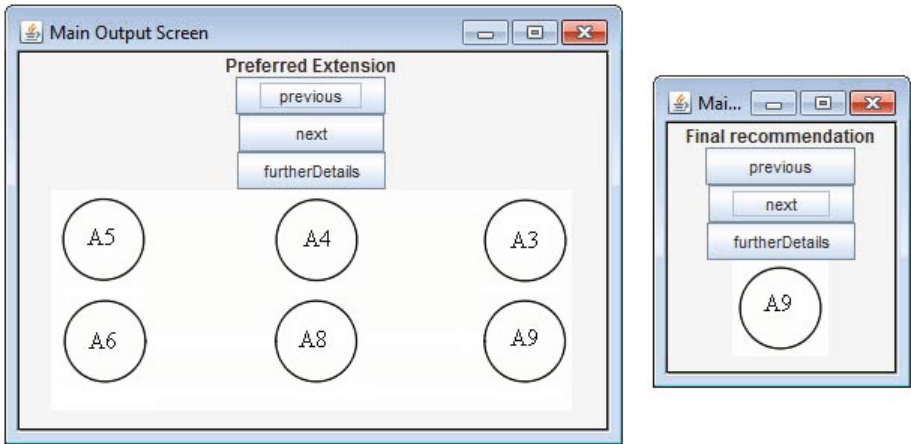 Main Output Screen
Preferred Extension
previous
next
furtherDetails
A5 A4 A3
A6 A8 A9
Mai...
Final recommendation
previous
next
furtherDetails
A9